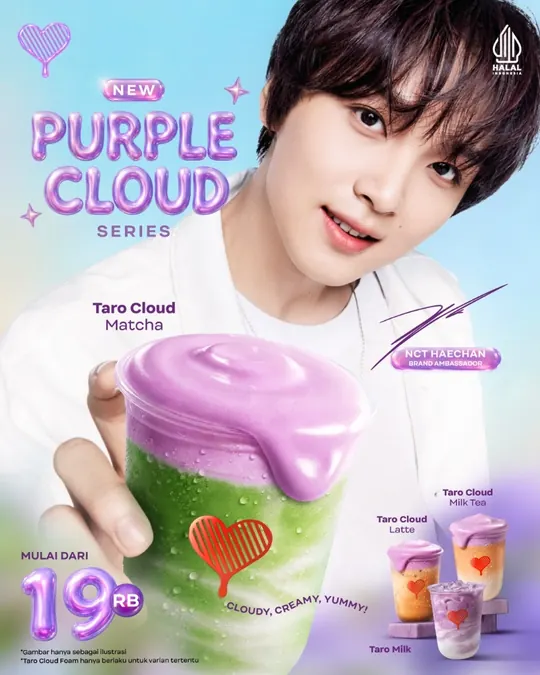 HALAL
INDONESIA
NEW
PURPLE
CLOUD
SERIES
Taro Cloud
Matcha
NCT HAECHAN
BRAND AMBASSADOR
Taro Cloud
Milk Tea
Taro Cloud
Latte
Taro Milk
MULAI DARI
19 RB
CLOUDY, CREAMY, YUMMY!
*Gambar hanya sebagai ilustrasi
*Taro Cloud Foam hanya berlaku untuk varian tertentu